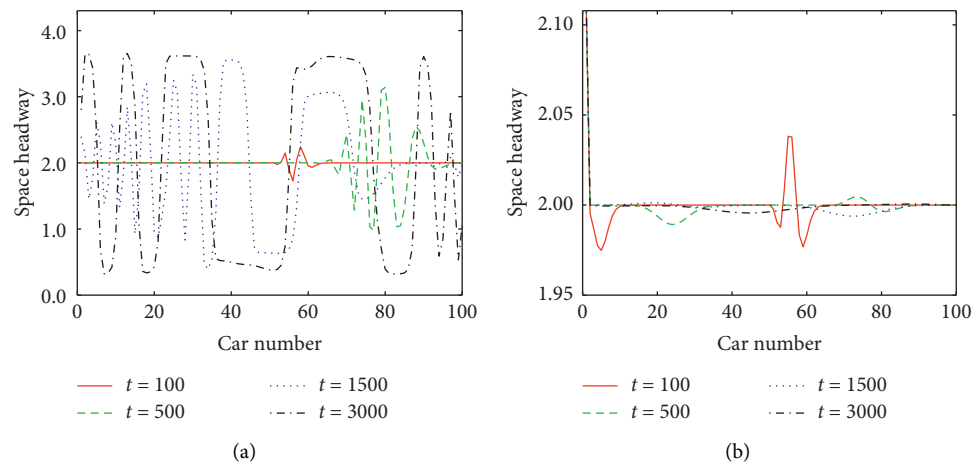 4.0
3.0
2.0
1.0
0.0
Space headway
0 20 40 60 80 100
Car number
t = 100
t = 500
t = 1500
t = 3000
(a)
2.10
2.05
2.00
1.95
Space headway
0 20 40 60 80 100
Car number
t = 100
t = 500
t = 1500
t = 3000
(b)